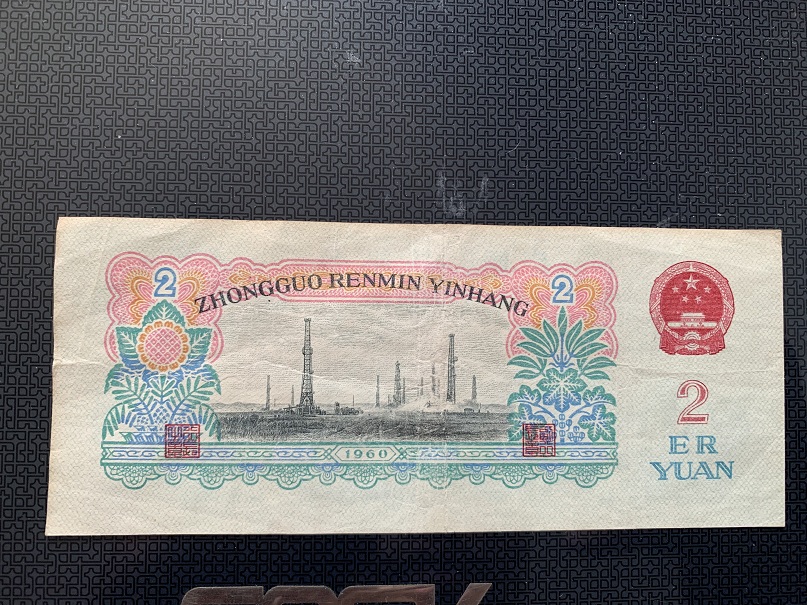 2
2
ZHONGGUO RENMIN YINHANG
1960
2
ER
YUAN